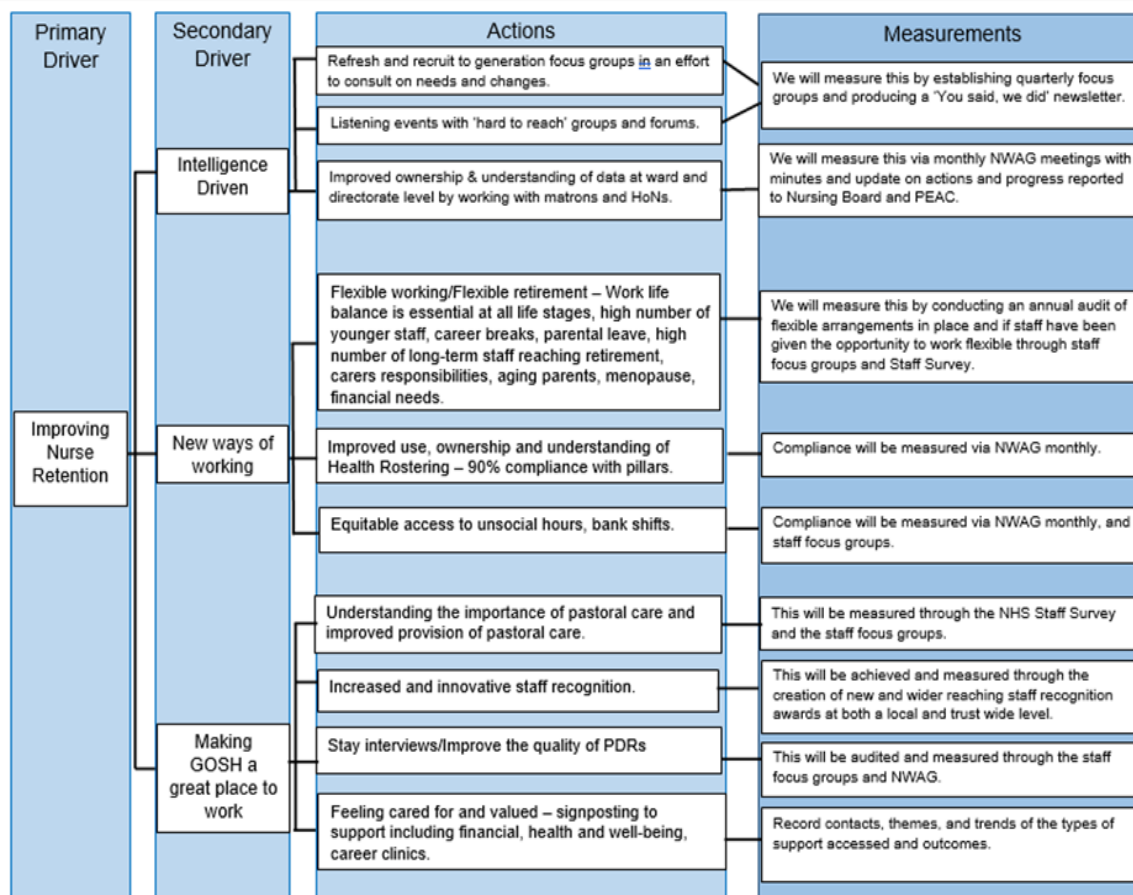 Primary
Driver
Secondary
Driver
Actions
Measurements
Improving
Nurse
Retention
Intelligence
Driven
Refresh and recruit to generation focus groups in an effort
to consult on needs and changes.
Listening events with 'hard to reach' groups and forums.
We will measure this by establishing quarterly focus
groups and producing a 'You said, we did' newsletter.
Improved ownership & understanding of data at ward and
directorate level by working with matrons and HoNs.
We will measure this via monthly NWAG meetings with
minutes and update on actions and progress reported
to Nursing Board and PEAC.
New ways of
working
Flexible working/Flexible retirement – Work life
balance is essential at all life stages, high number of
younger staff, career breaks, parental leave, high
number of long-term staff reaching retirement,
carers responsibilities, aging parents, menopause,
financial needs.
We will measure this by conducting an annual audit of
flexible arrangements in place and if staff have been
given the opportunity to work flexible through staff
focus groups and Staff Survey.
Improved use, ownership and understanding of
Health Rostering – 90% compliance with pillars.
Compliance will be measured via NWAG monthly.
Equitable access to unsocial hours, bank shifts.
Compliance will be measured via NWAG monthly, and
staff focus groups.
Making
GOSH a
great place to
work
Understanding the importance of pastoral care and
improved provision of pastoral care.
This will be measured through the NHS Staff Survey
and the staff focus groups.
Increased and innovative staff recognition.
This will be achieved and measured through the
creation of new and wider reaching staff recognition
awards at both a local and trust wide level.
Stay interviews/Improve the quality of PDRs
This will be audited and measured through the staff
focus groups and NWAG.
Feeling cared for and valued – signposting to
support including financial, health and well-being,
career clinics.
Record contacts, themes, and trends of the types of
support accessed and outcomes.